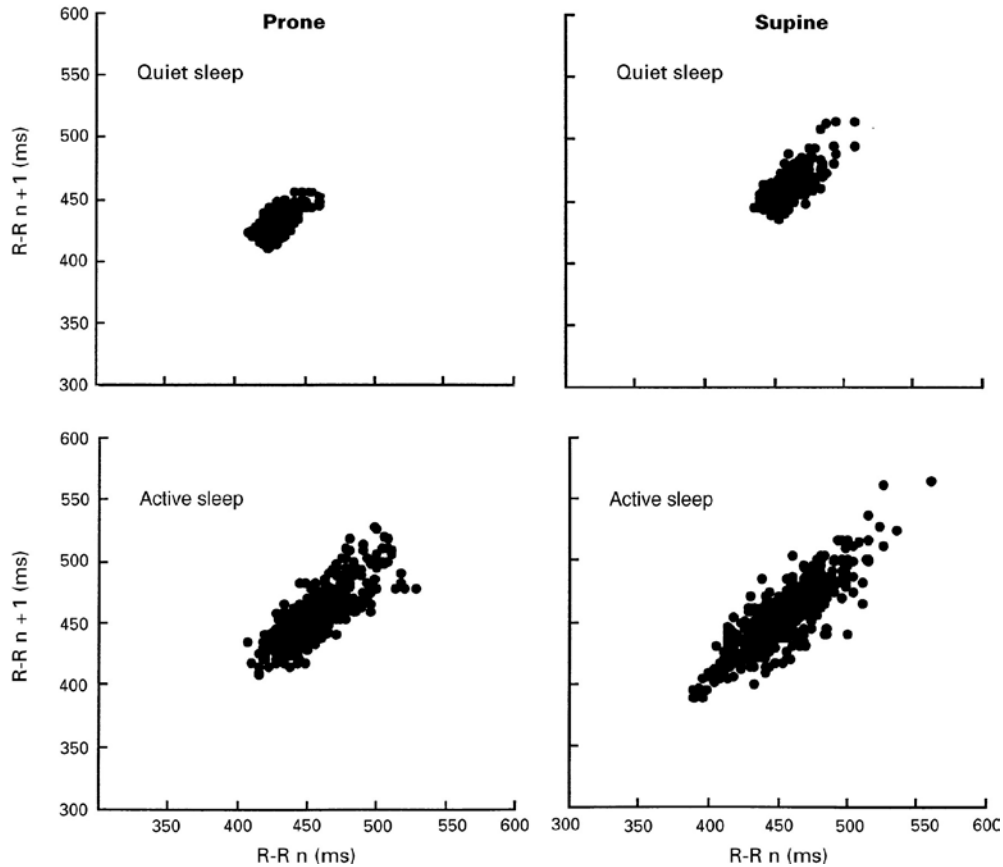 Prone
Supine
600
550
500
450
400
350
300
R-R n + 1 (ms)
Quiet sleep
Quiet sleep
600
550
500
450
400
350
300
R-R n + 1 (ms)
Active sleep
Active sleep
350 400 450 500 550 600
300 350 400 450 500 550 600
R-R n (ms)
R-R n (ms)